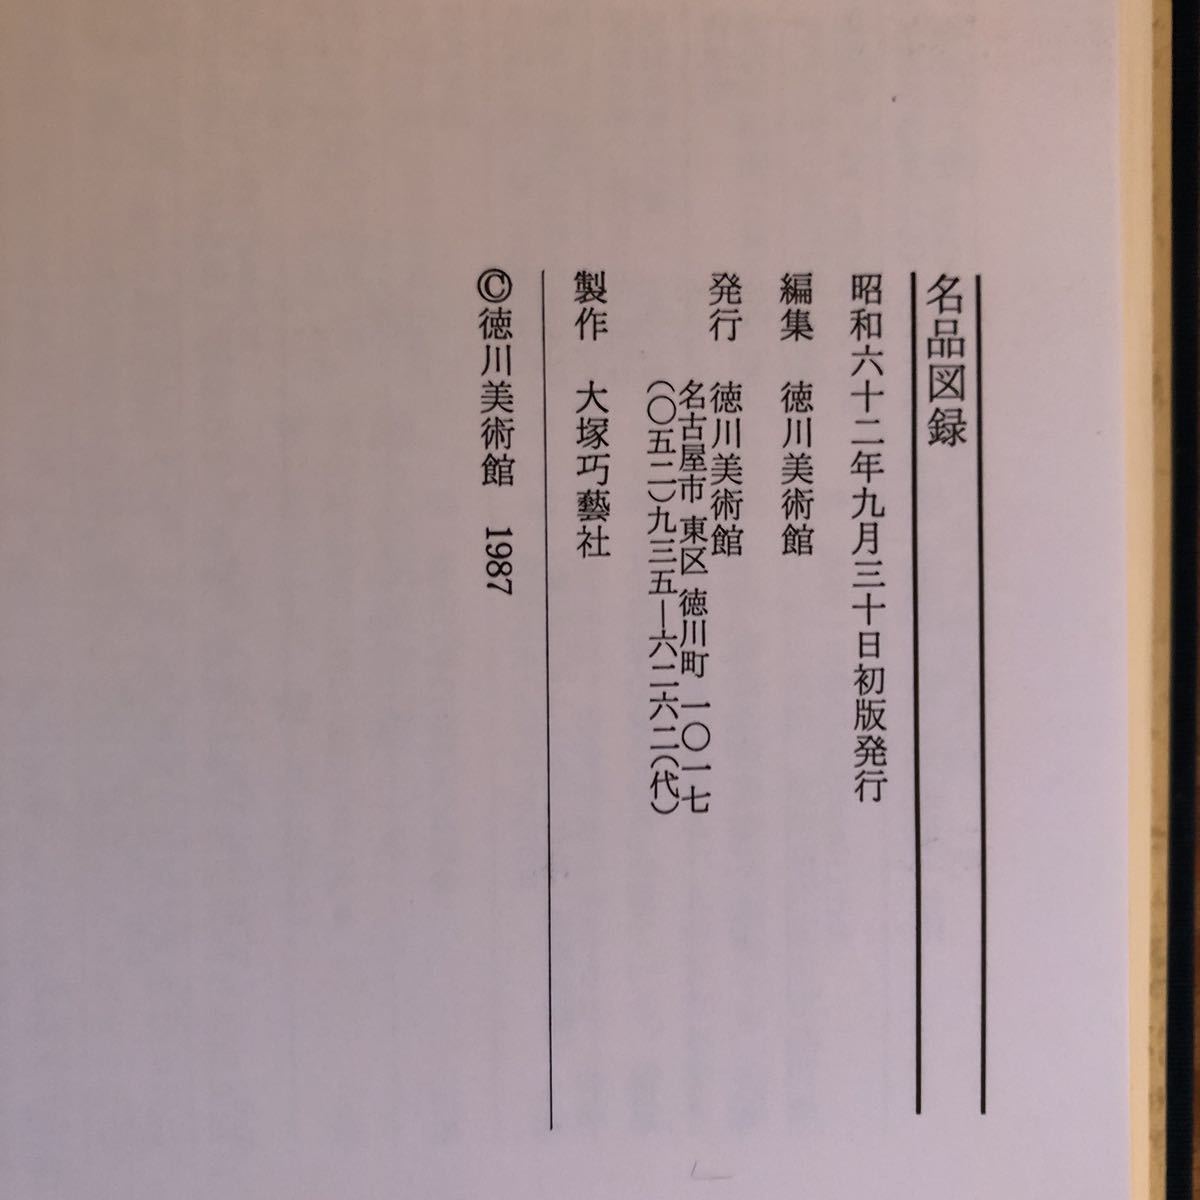 名品図録
昭和六十二年九月三十日初版発行
編集 徳川美術館
発行 徳川美術館
名古屋市 東区 徳川町 一〇一七
(〇五二)九三五―六二六二(代)
製作 大塚巧藝社
©徳川美術館 1987